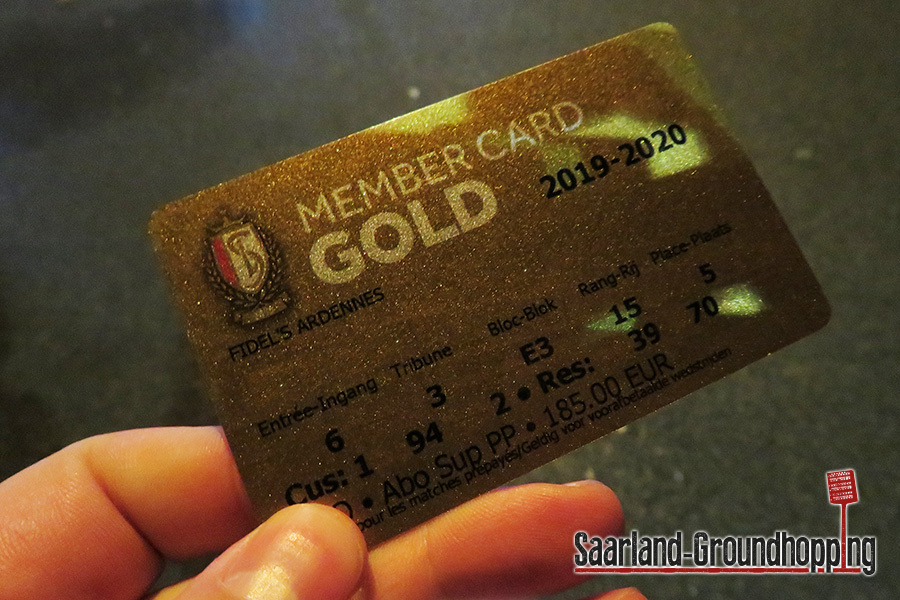 MEMBER CARD
GOLD
2019-2020
FIDEL'S ARDENNES
Entrée-Ingang Tribune Bloc-Blok Rang-Rij Place-Plaats
6 3 E3 15 5
Cus: 1 94 2 • Res: 39 70
• Abo Sup PP • 185.00 EUR
pour les matches prépayés/Geldig voor voorafbetaalde wedstrijden
Saarland-Groundhopping